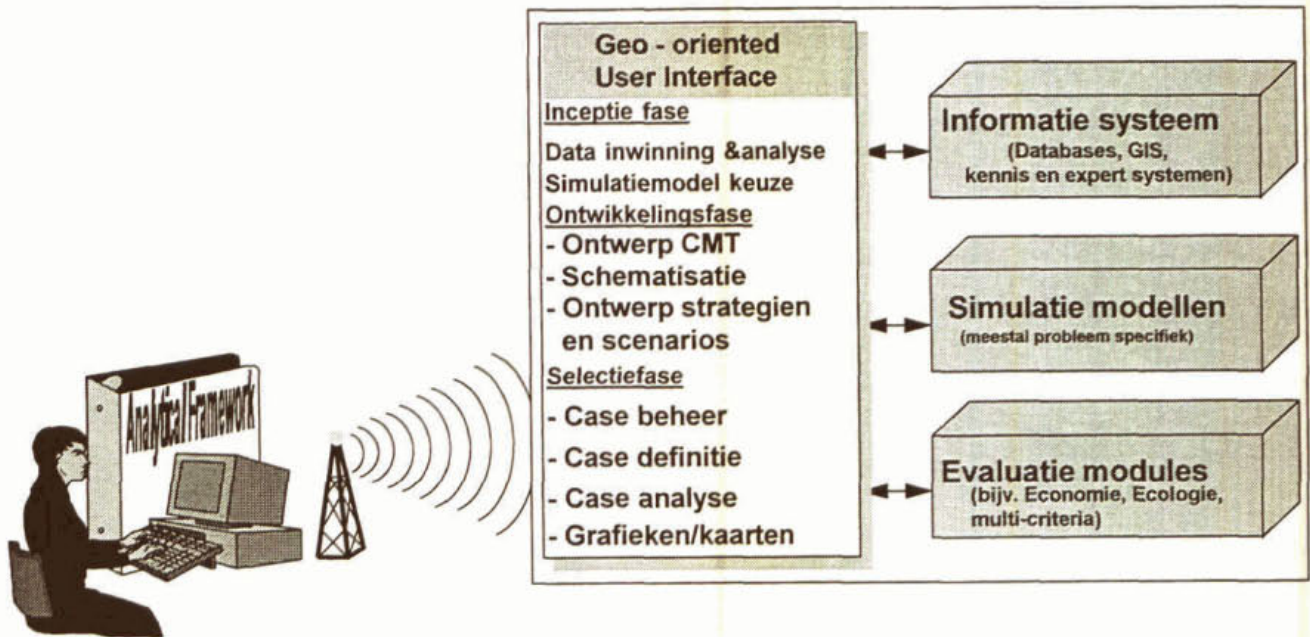 Analytical Framework
Geo - oriented
User Interface
Inceptie fase
Data inwinning &analyse
Simulatiemodel keuze
Ontwikkelingsfase
- Ontwerp CMT
- Schematisatie
- Ontwerp strategien
en scenarios
Selectiefase
- Case beheer
- Case definitie
- Case analyse
- Grafieken/kaarten
Informatie systeem
(Databases, GIS,
kennis en expert systemen)
Simulatie modellen
(meestal probleem specifiek)
Evaluatie modules
(bijv. Economie, Ecologie,
multi-criteria)